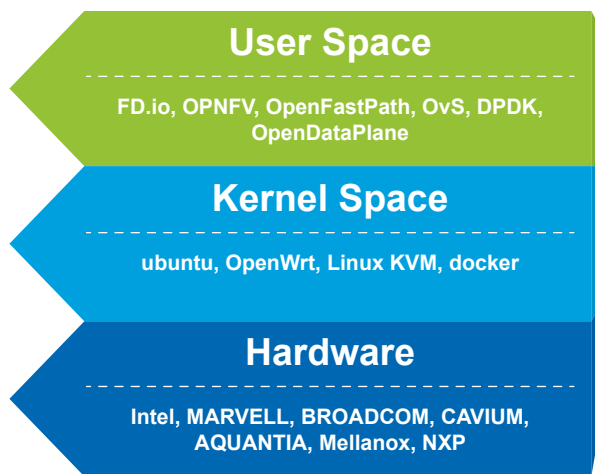 User Space
FD.io, OPNFV, OpenFastPath, OvS, DPDK,
OpenDataPlane
Kernel Space
ubuntu, OpenWrt, Linux KVM, docker
Hardware
Intel, MARVELL, BROADCOM, CAVIUM,
AQUANTIA, Mellanox, NXP